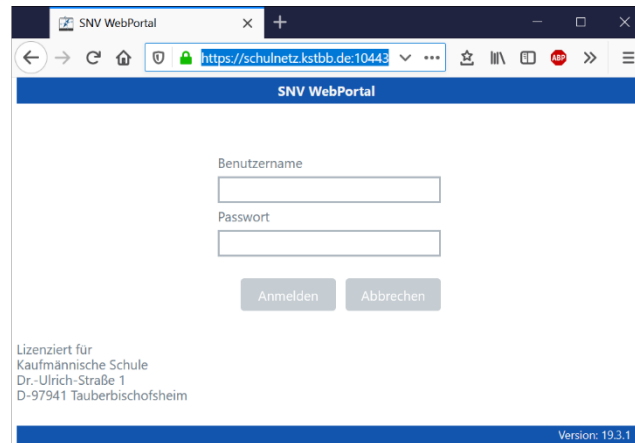 SNV WebPortal
https://schulnetz.kstbb.de:10443
ABP
SNV WebPortal
Benutzername
Passwort
Anmelden Abbrechen
Lizenziert für
Kaufmännische Schule
Dr.-Ulrich-Straße 1
D-97941 Tauberbischofsheim
Version: 19.3.1